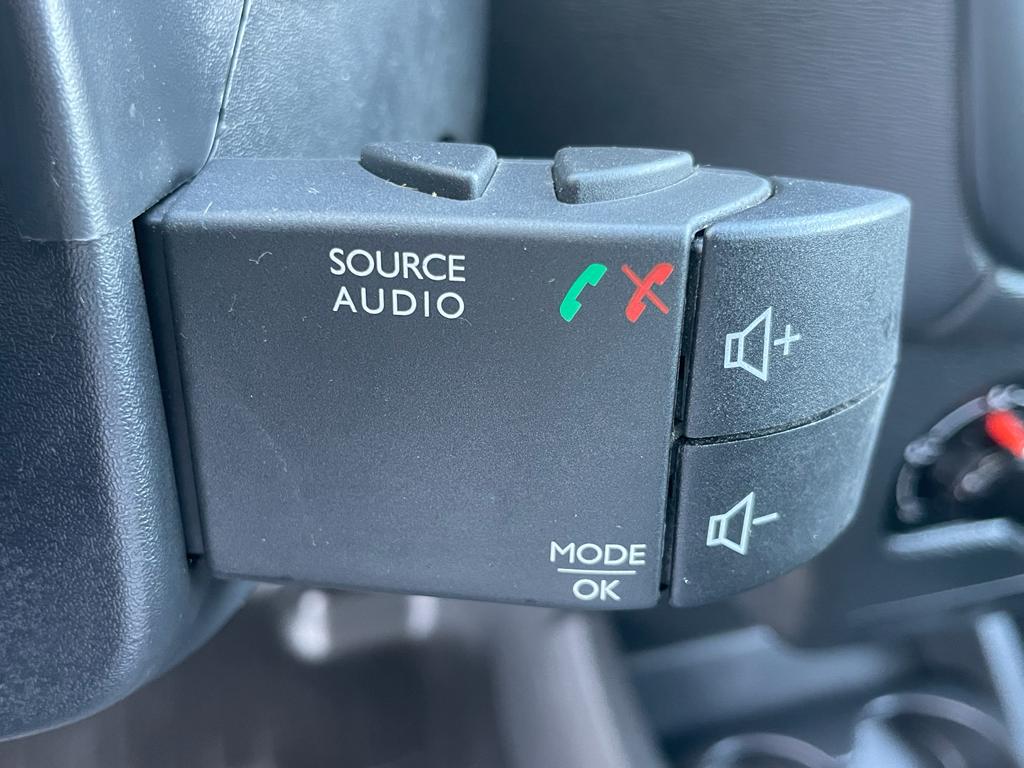 SOURCE
AUDIO
+
-
MODE
OK